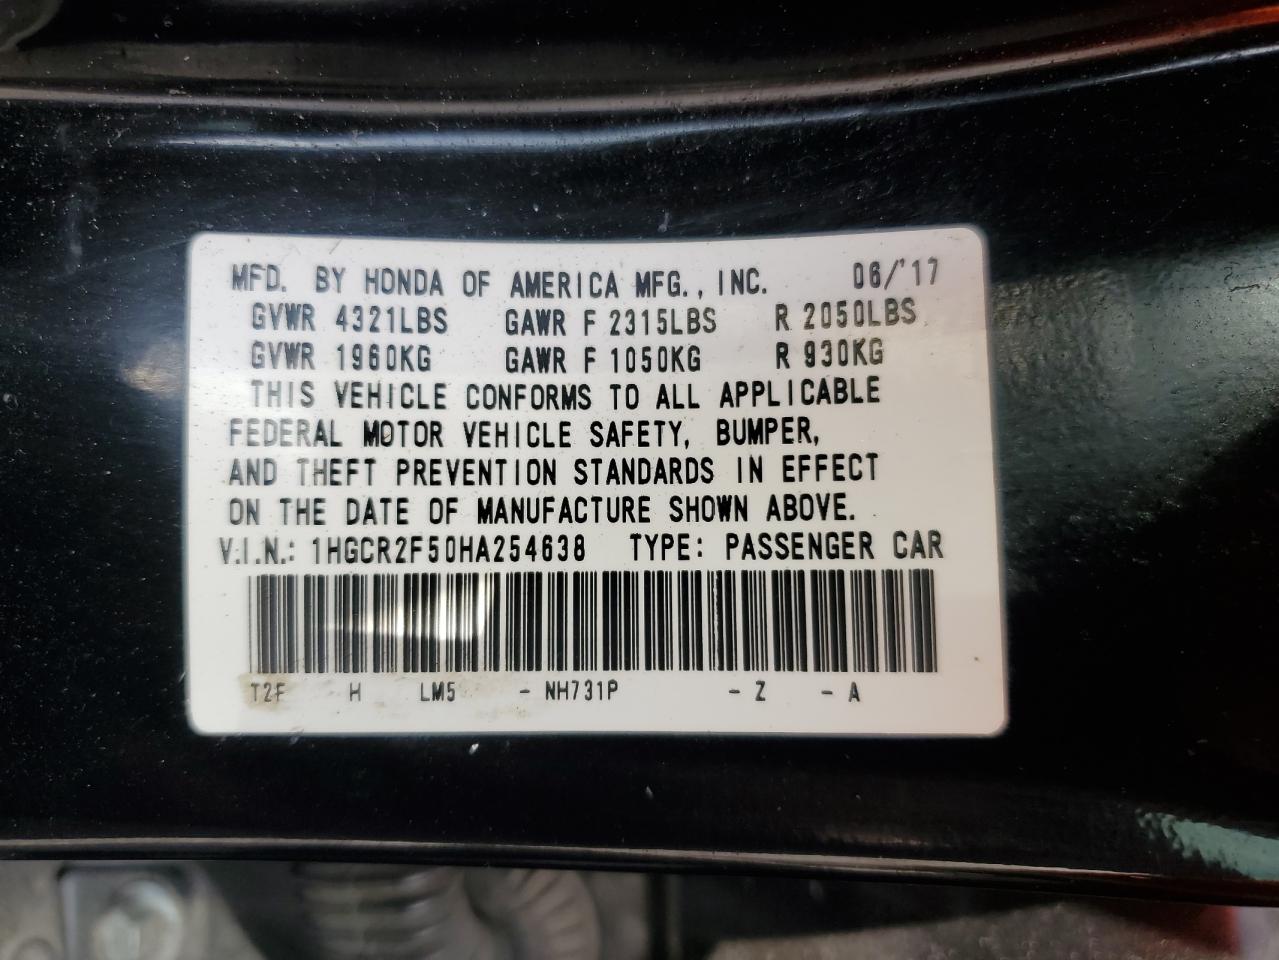 MFD. BY HONDA OF AMERICA MFG., INC. 06/'17
GVWR 4321LBS GAWR F 2315LBS R 2050LBS
GVWR 1960KG GAWR F 1050KG R 930KG
THIS VEHICLE CONFORMS TO ALL APPLICABLE
FEDERAL MOTOR VEHICLE SAFETY, BUMPER,
AND THEFT PREVENTION STANDARDS IN EFFECT
ON THE DATE OF MANUFACTURE SHOWN ABOVE.
V.I.N.: 1HGCR2F50HA254638 TYPE: PASSENGER CAR
T2F H LM5 - NH731P - Z - A